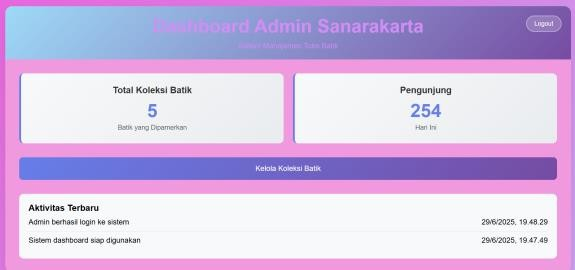 Dashboard Admin Sanarakarta
Sistem Manajemen Toko Batik
Logout
Total Koleksi Batik
5
Batik yang Dipamerkan
Pengunjung
254
Hari Ini
Kelola Koleksi Batik
Aktivitas Terbaru
Admin berhasil login ke sistem 29/6/2025, 19.48.29
Sistem dashboard siap digunakan 29/6/2025, 19.47.49